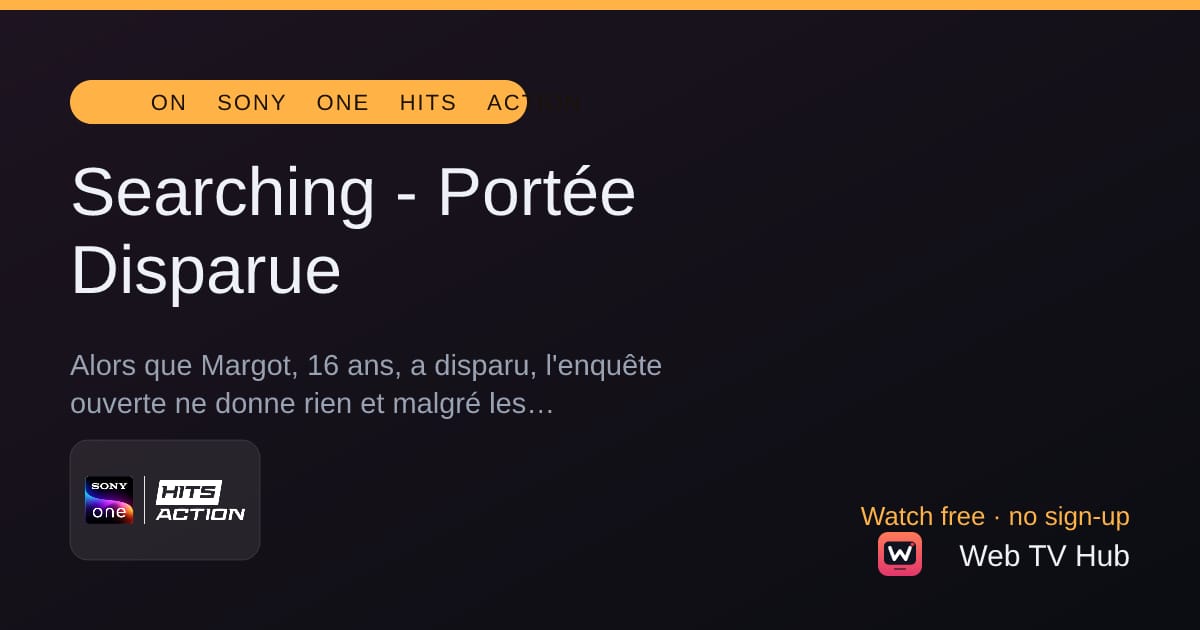 ON SONY ONE HITS ACTION
Searching - Portée
Disparue
Alors que Margot, 16 ans, a disparu, l'enquête
ouverte ne donne rien et malgré les…
SONY
one
HITS
ACTION
Watch free · no sign-up
W
Web TV Hub